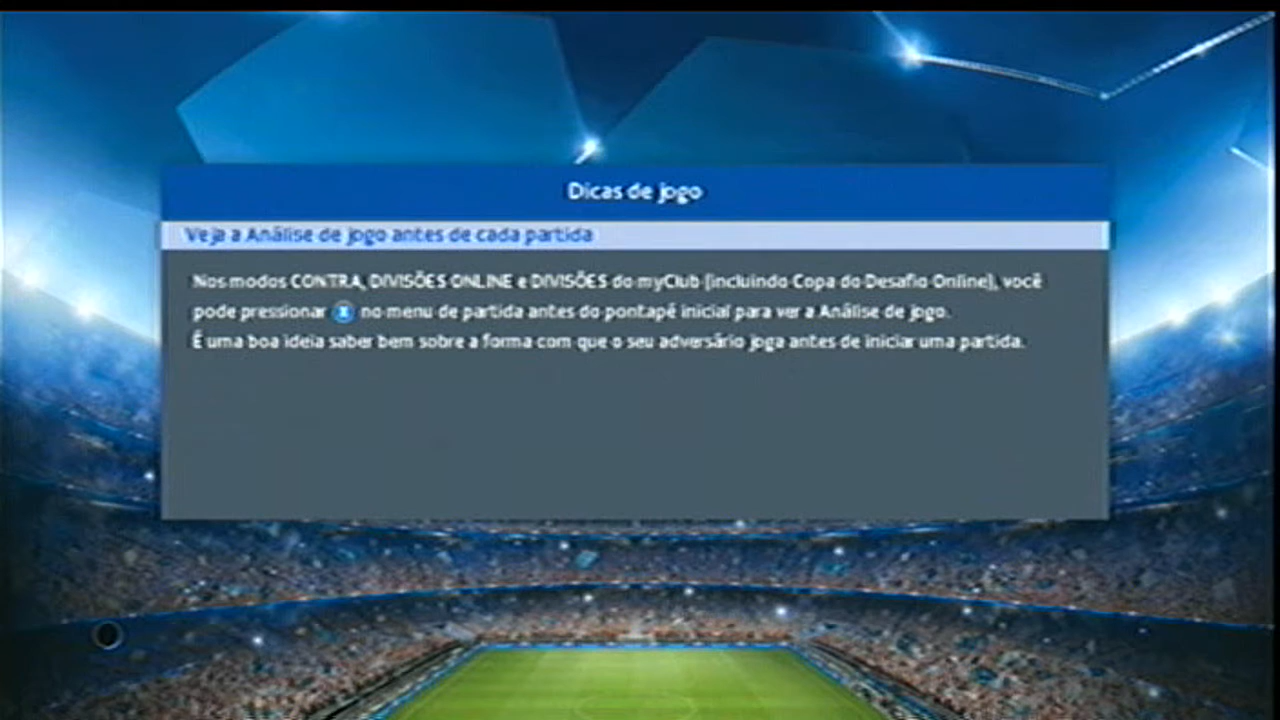 Dicas de jogo
Veja a Análise de jogo antes de cada partida
Nos modos CONTRA, DIVISÕES ONLINE e DIVISÕES do myClub (incluindo Copa do Desafio Online), você
pode pressionar X no menu de partida antes do pontapé inicial para ver a Análise de jogo.
É uma boa ideia saber bem sobre a forma com que o seu adversário joga antes de iniciar uma partida.